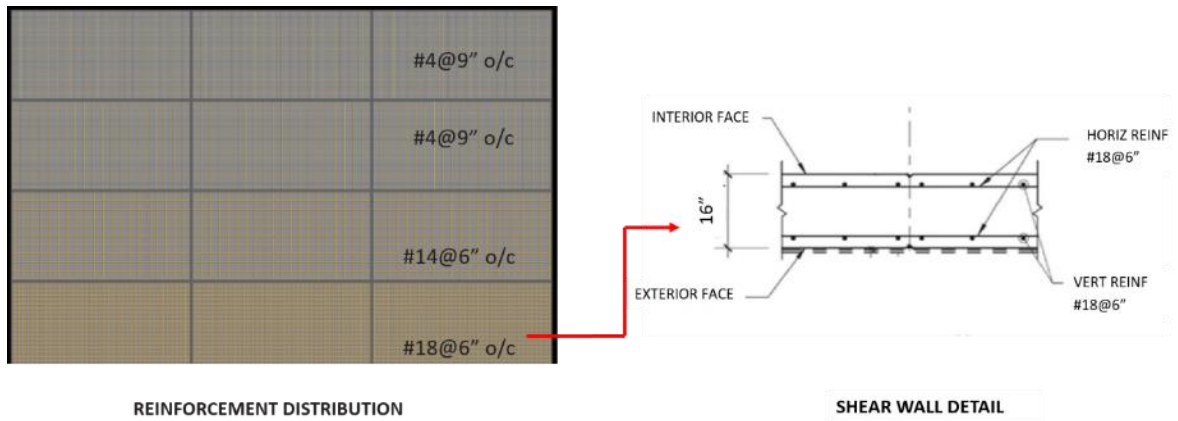 #4@9” o/c
#4@9” o/c
#14@6” o/c
#18@6” o/c
REINFORCEMENT DISTRIBUTION
INTERIOR FACE
HORIZ REINF
#18@6”
16”
EXTERIOR FACE
VERT REINF
#18@6”
SHEAR WALL DETAIL